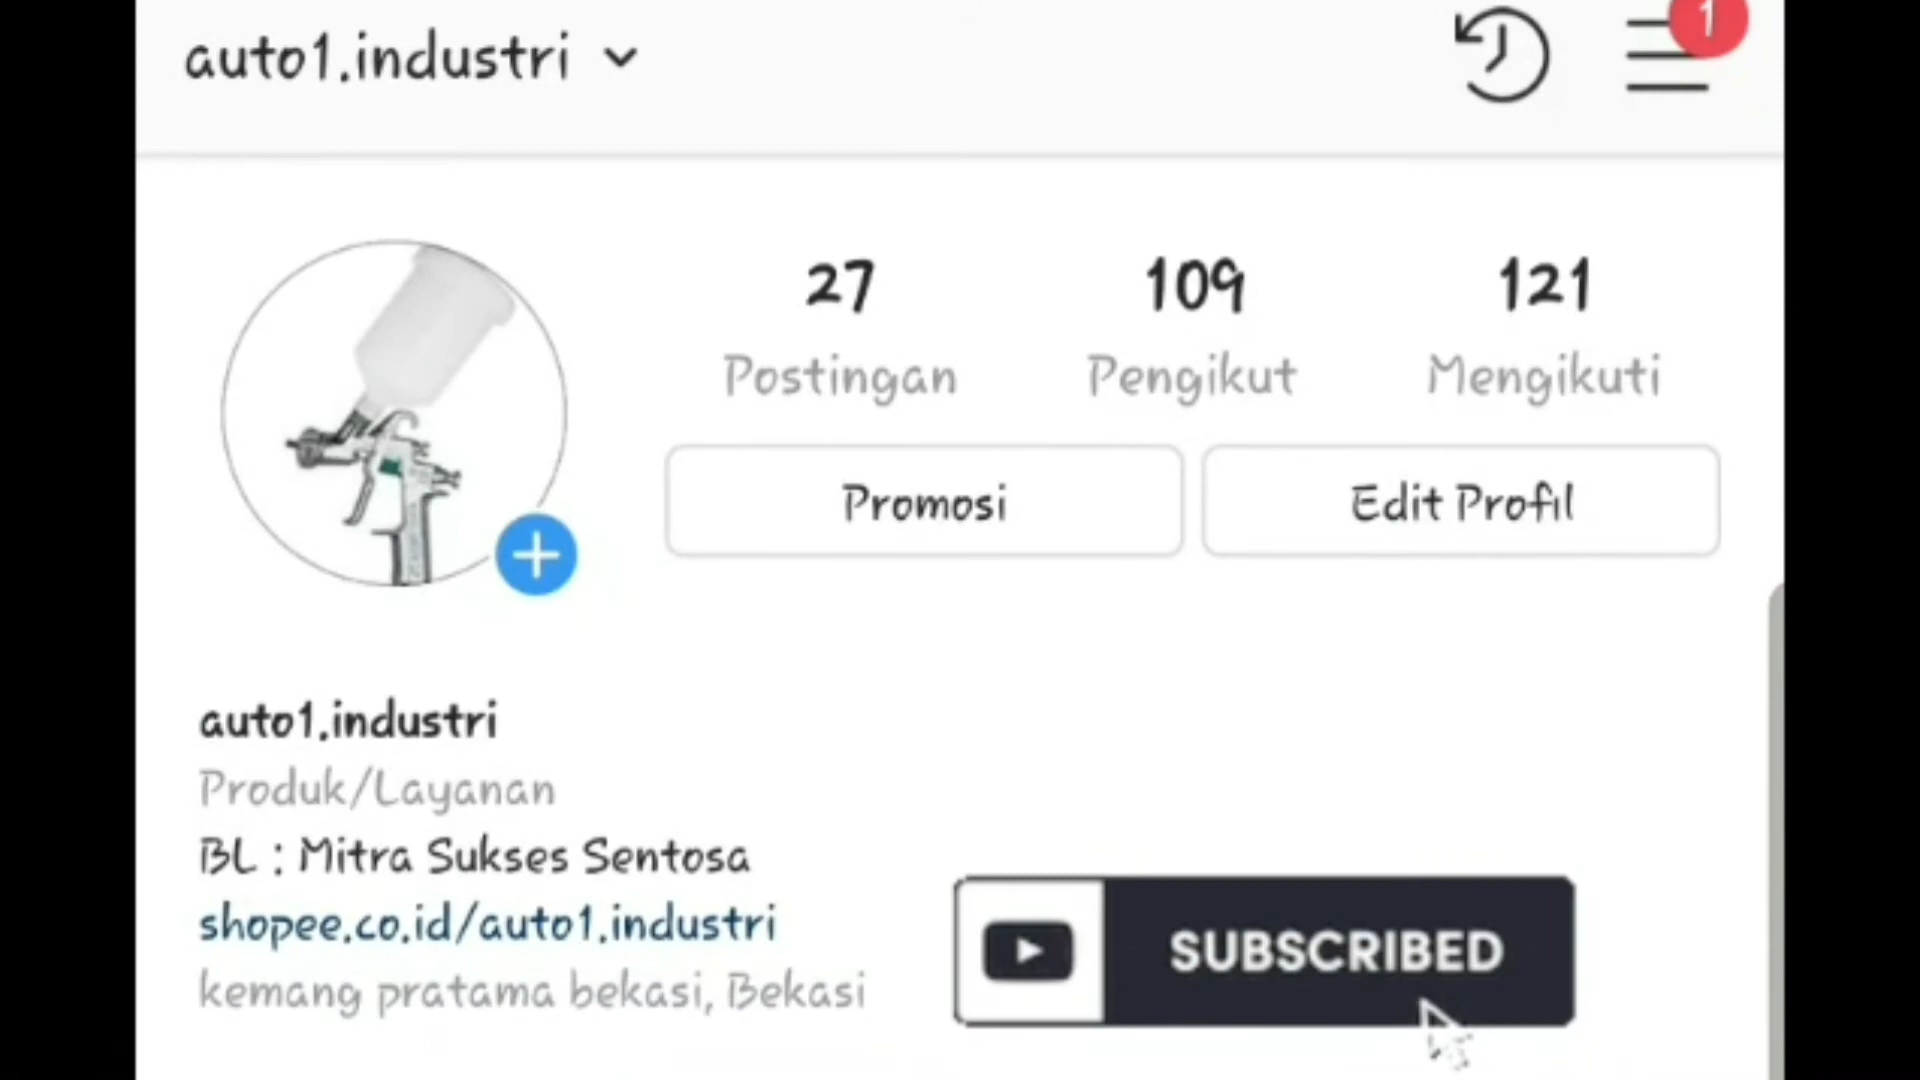 auto1.industri
1
27 109 121
Postingan Pengikut Mengikuti
Promosi Edit Profil
auto1.industri
Produk/Layanan
BL : Mitra Sukses Sentosa
shopee.co.id/auto1.industri
kemang pratama bekasi, Bekasi
SUBSCRIBED